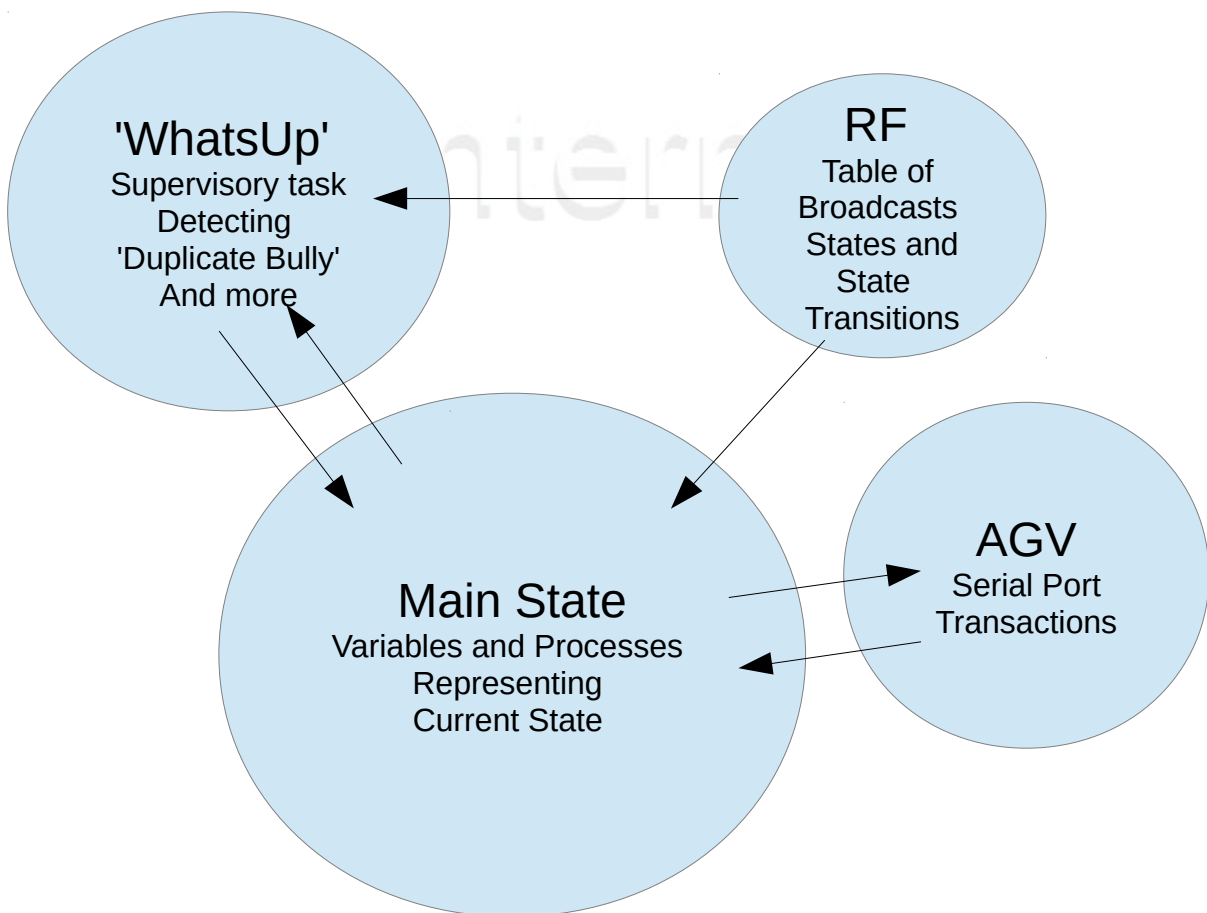 'WhatsUp'
Supervisory task
Detecting
'Duplicate Bully'
And more
RF
Table of
Broadcasts
States and
State
Transitions
Main State
Variables and Processes
Representing
Current State
AGV
Serial Port
Transactions